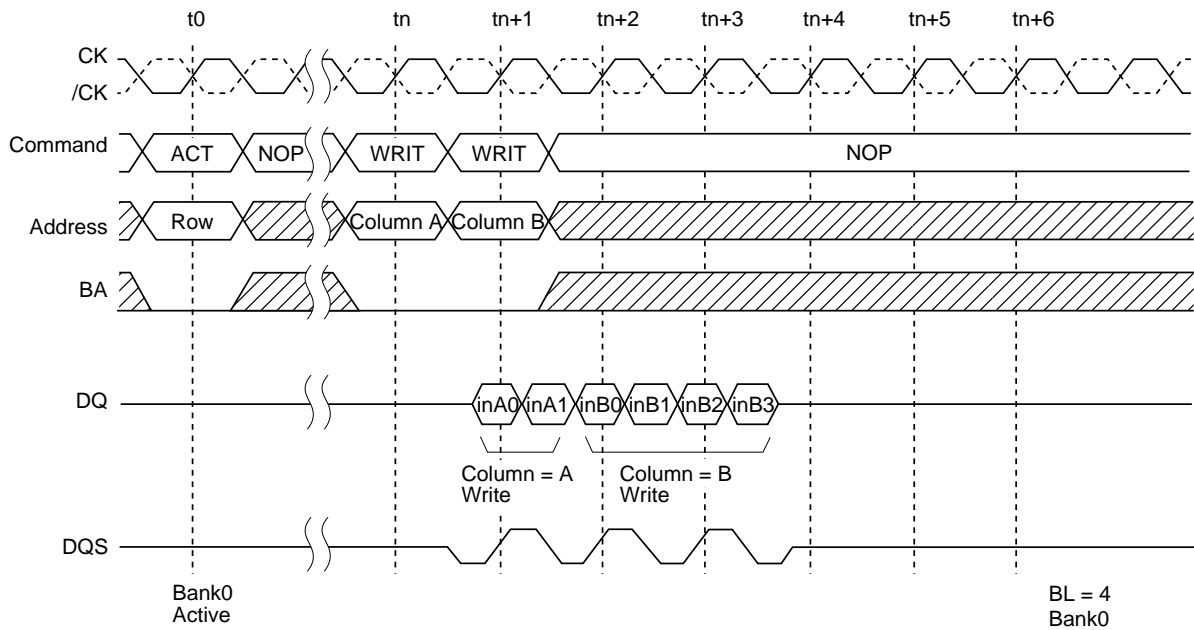 t0 tn tn+1 tn+2 tn+3 tn+4 tn+5 tn+6
CK
/CK
Command ACT NOP WRIT WRIT NOP
Address Row Column A Column B
BA
DQ inA0 inA1 inB0 inB1 inB2 inB3
Column = A Column = B
Write Write
DQS
Bank0 BL = 4
Active Bank0